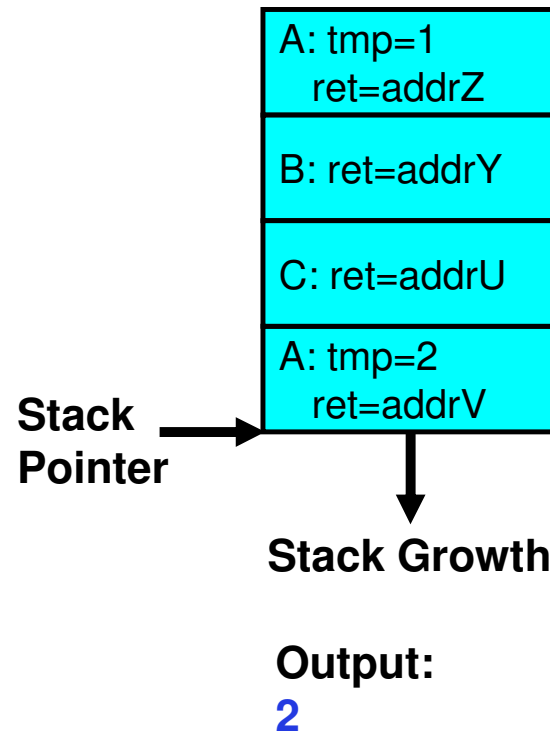 A: tmp=1
ret=addrZ
B: ret=addrY
C: ret=addrU
A: tmp=2
ret=addrV
Stack
Pointer
Stack Growth
Output:
2